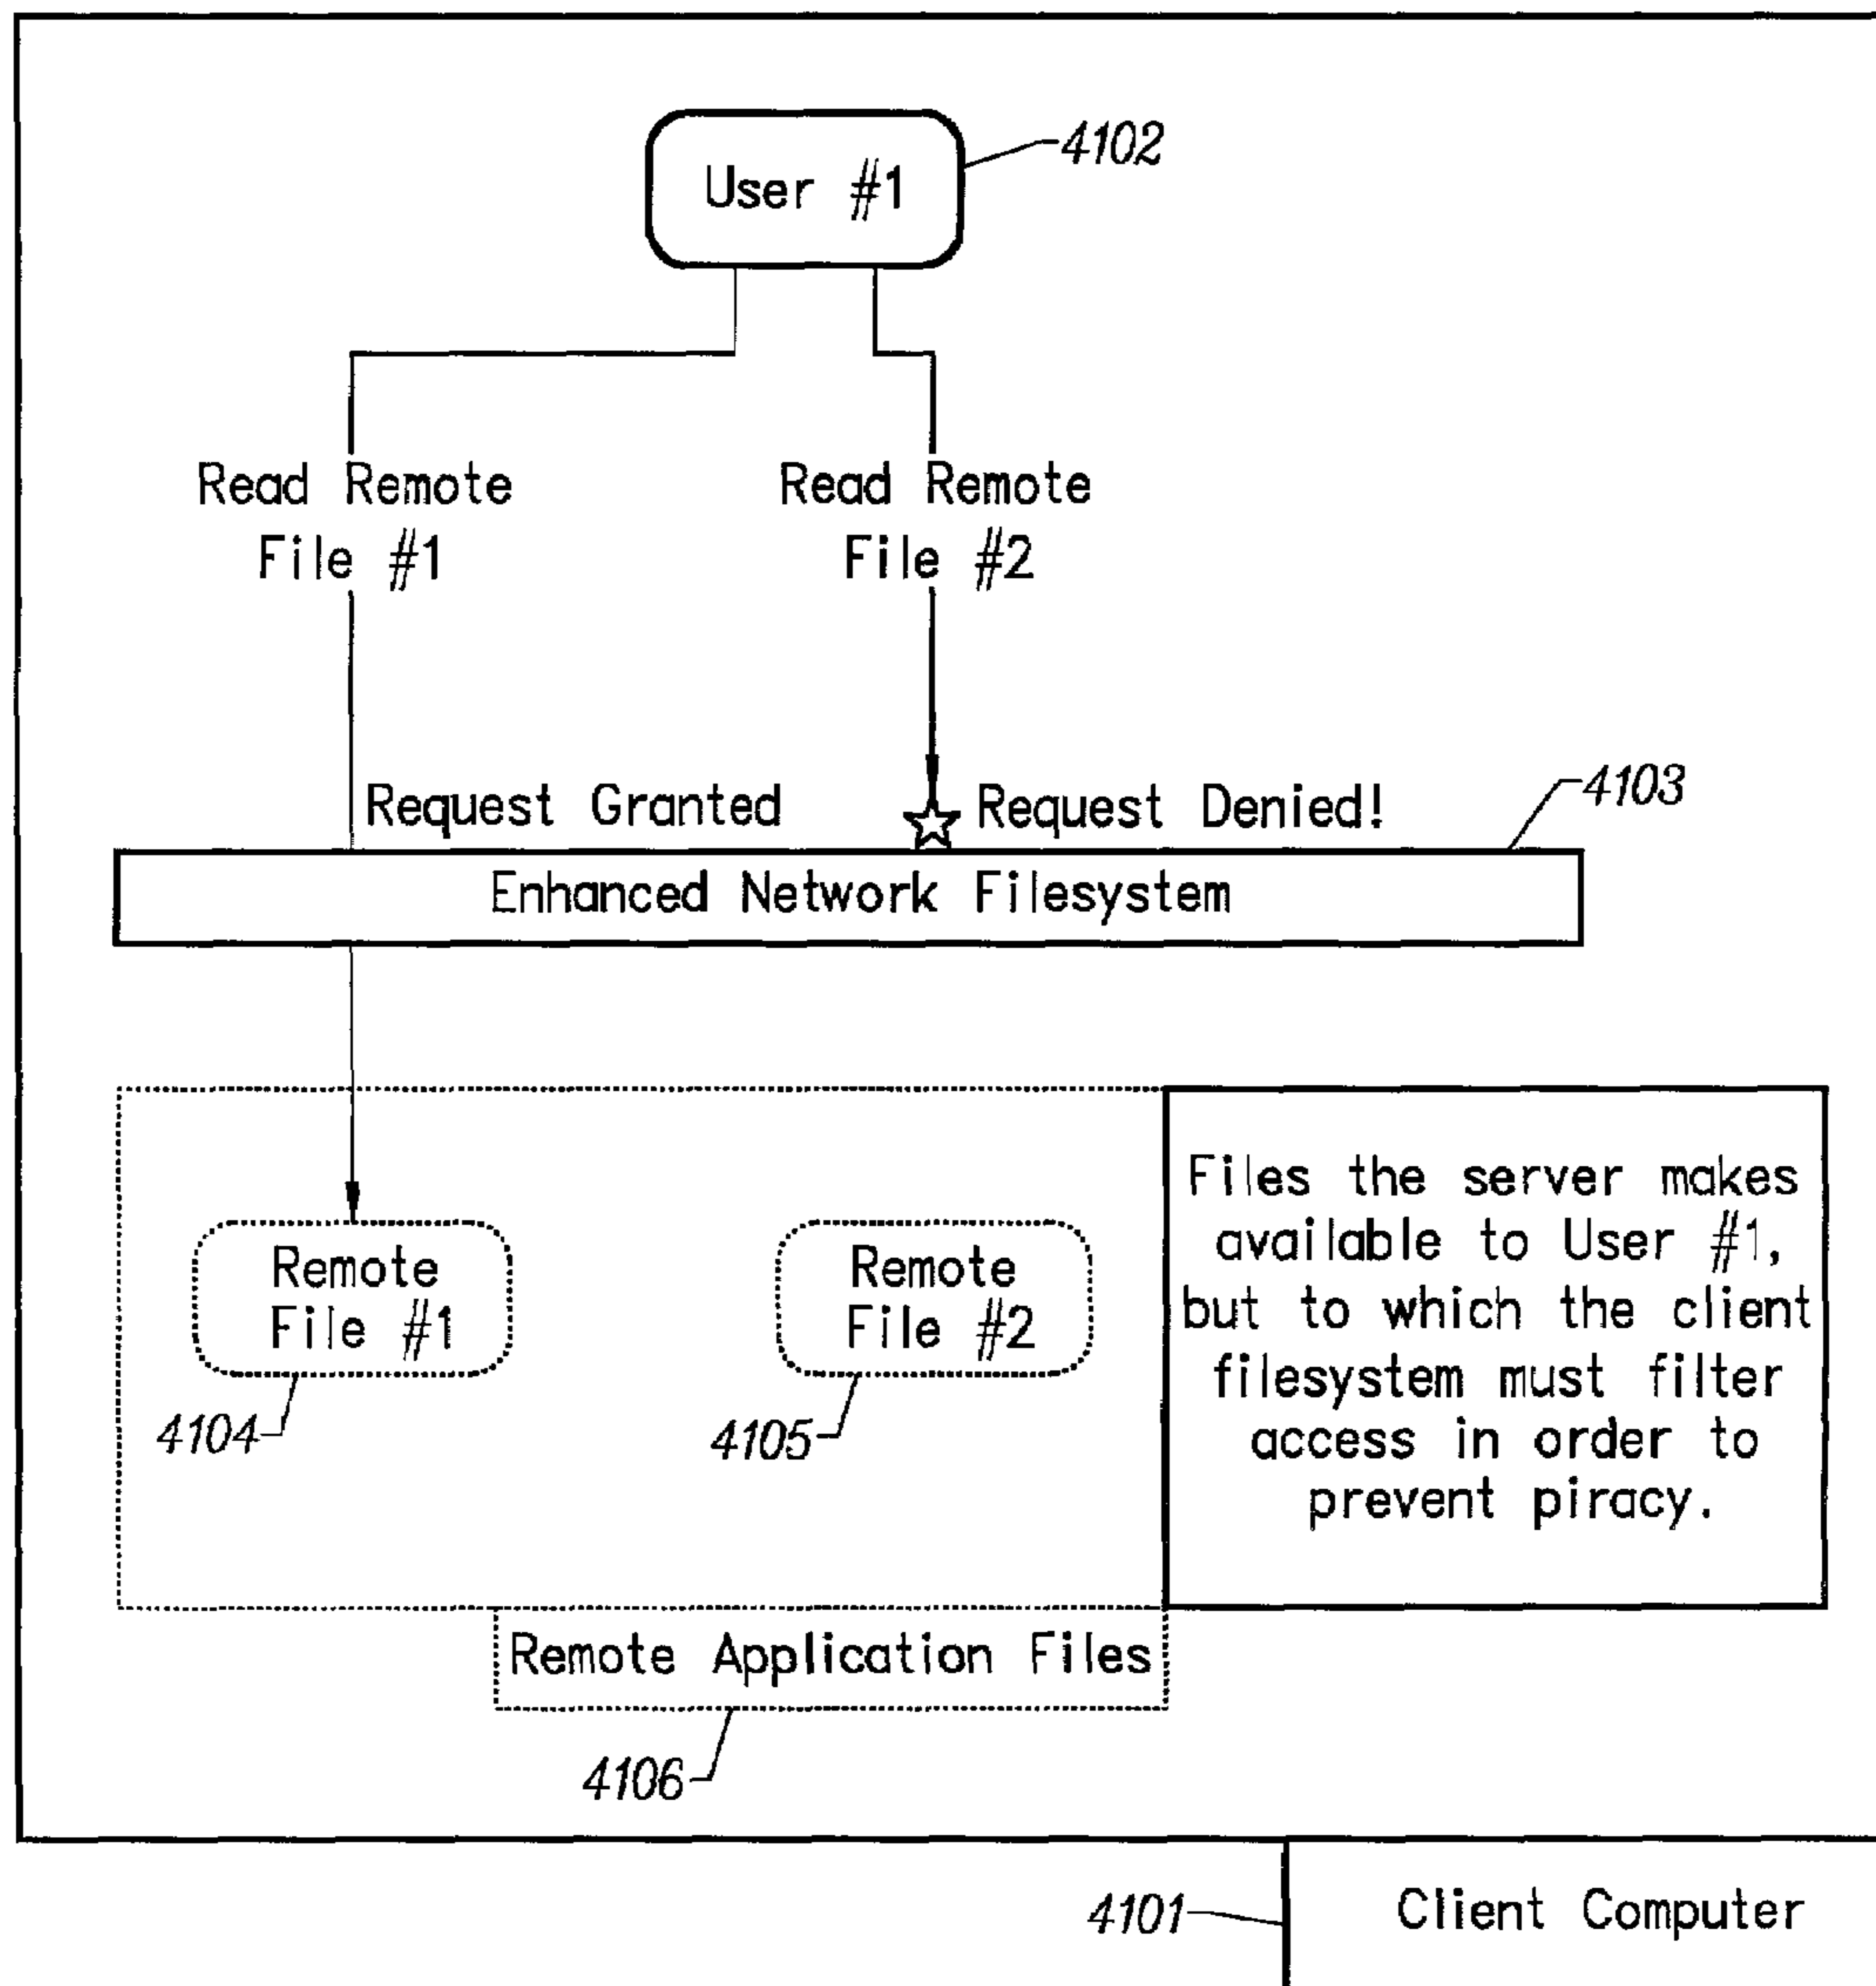 User #1
4102
Read Remote
File #1
Read Remote
File #2
Request Granted
Request Denied!
4103
Enhanced Network Filesystem
Remote
File #1
4104
Remote
File #2
4105
Files the server makes
available to User #1,
but to which the client
filesystem must filter
access in order to
prevent piracy.
Remote Application Files
4106
4101
Client Computer